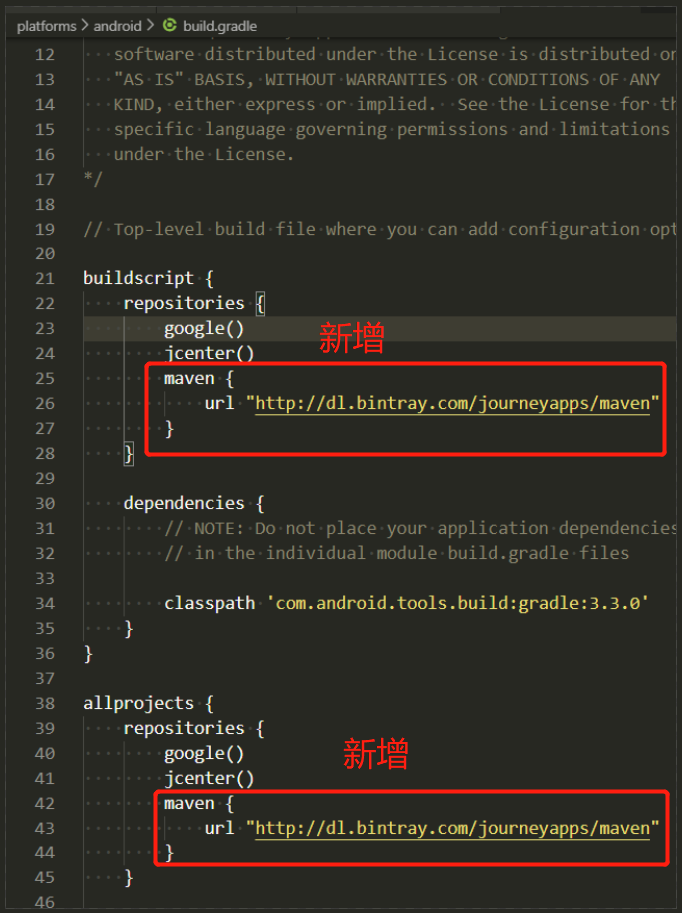 platforms > android > build.gradle
12 software distributed under the License is distributed or
13 "AS IS" BASIS, WITHOUT WARRANTIES OR CONDITIONS OF ANY
14 KIND, either express or implied. See the License for th
15 specific language governing permissions and limitations
16 under the License.
17 */
18
19 // Top-level build file where you can add configuration opt
20
21 buildscript {
22 repositories {
23 google()
新增
24 jcenter()
25 maven {
26 url "http://dl.bintray.com/journeyapps/maven"
27 }
28 }
29
30 dependencies {
31 // NOTE: Do not place your application dependencies
32 // in the individual module build.gradle files
33
34 classpath 'com.android.tools.build:gradle:3.3.0'
35 }
36 }
37
38 allprojects {
39 repositories {
40 google()
新增
41 jcenter()
42 maven {
43 url "http://dl.bintray.com/journeyapps/maven"
44 }
45 }
46